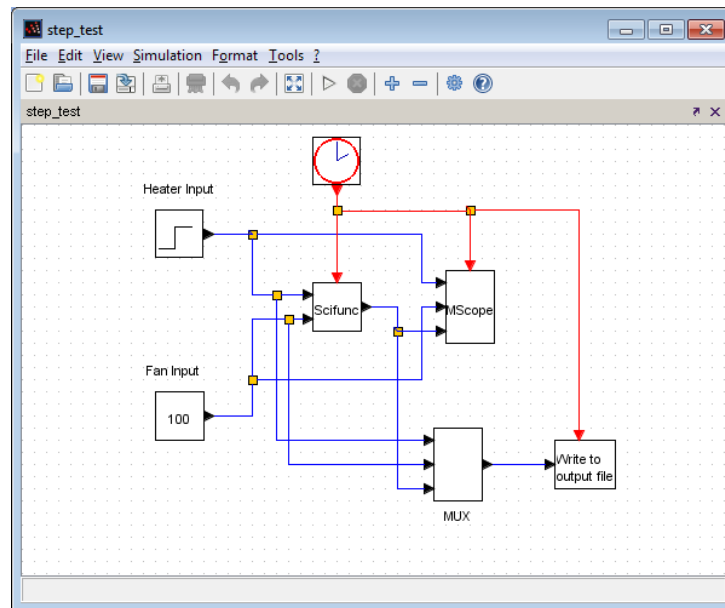 step_test
File Edit View Simulation Format Tools ?
step_test
Heater Input
Scifunc
MScope
Fan Input
100
Write to
output file
MUX